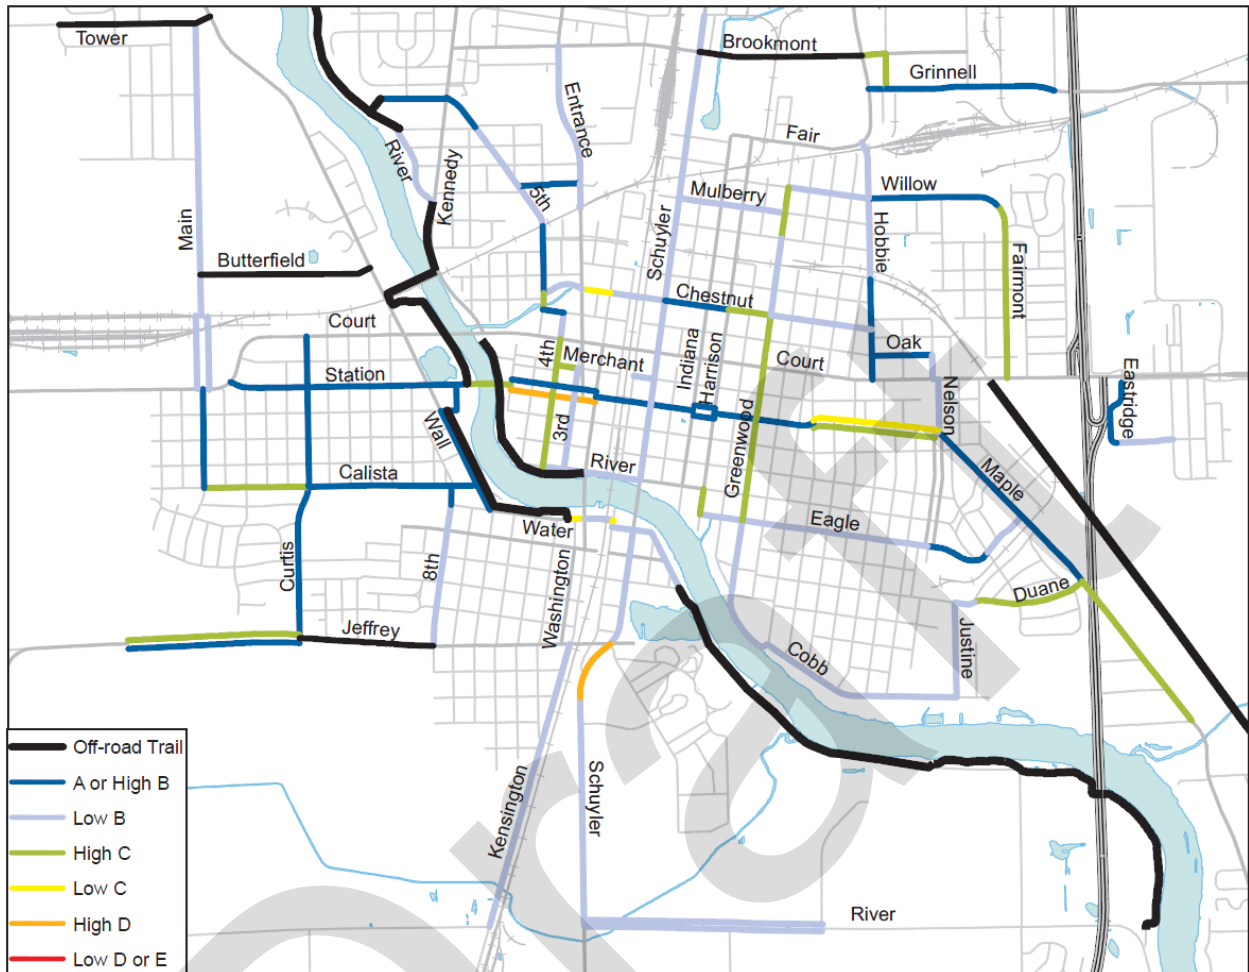 Tower
Brookmont
Grinnell
Entrance
Schuyler
Fair
River
Kennedy
5th
Mulberry
Willow
Main
Hobbie
Fairmont
Butterfield
Schuyler
Chestnut
Court
4th
Merchant
Indiana
Harrison
Court
Oak
Station
Eastridge
Nelson
Wall
3rd
Greenwood
River
Calista
Maple
Water
Eagle
Curtis
8th
Washington
Duane
Jeffrey
Cobb
Justine
Off-road Trail
A or High B
Low B
High C
Low C
High D
Low D or E
Kensington
Schuyler
River
Draft